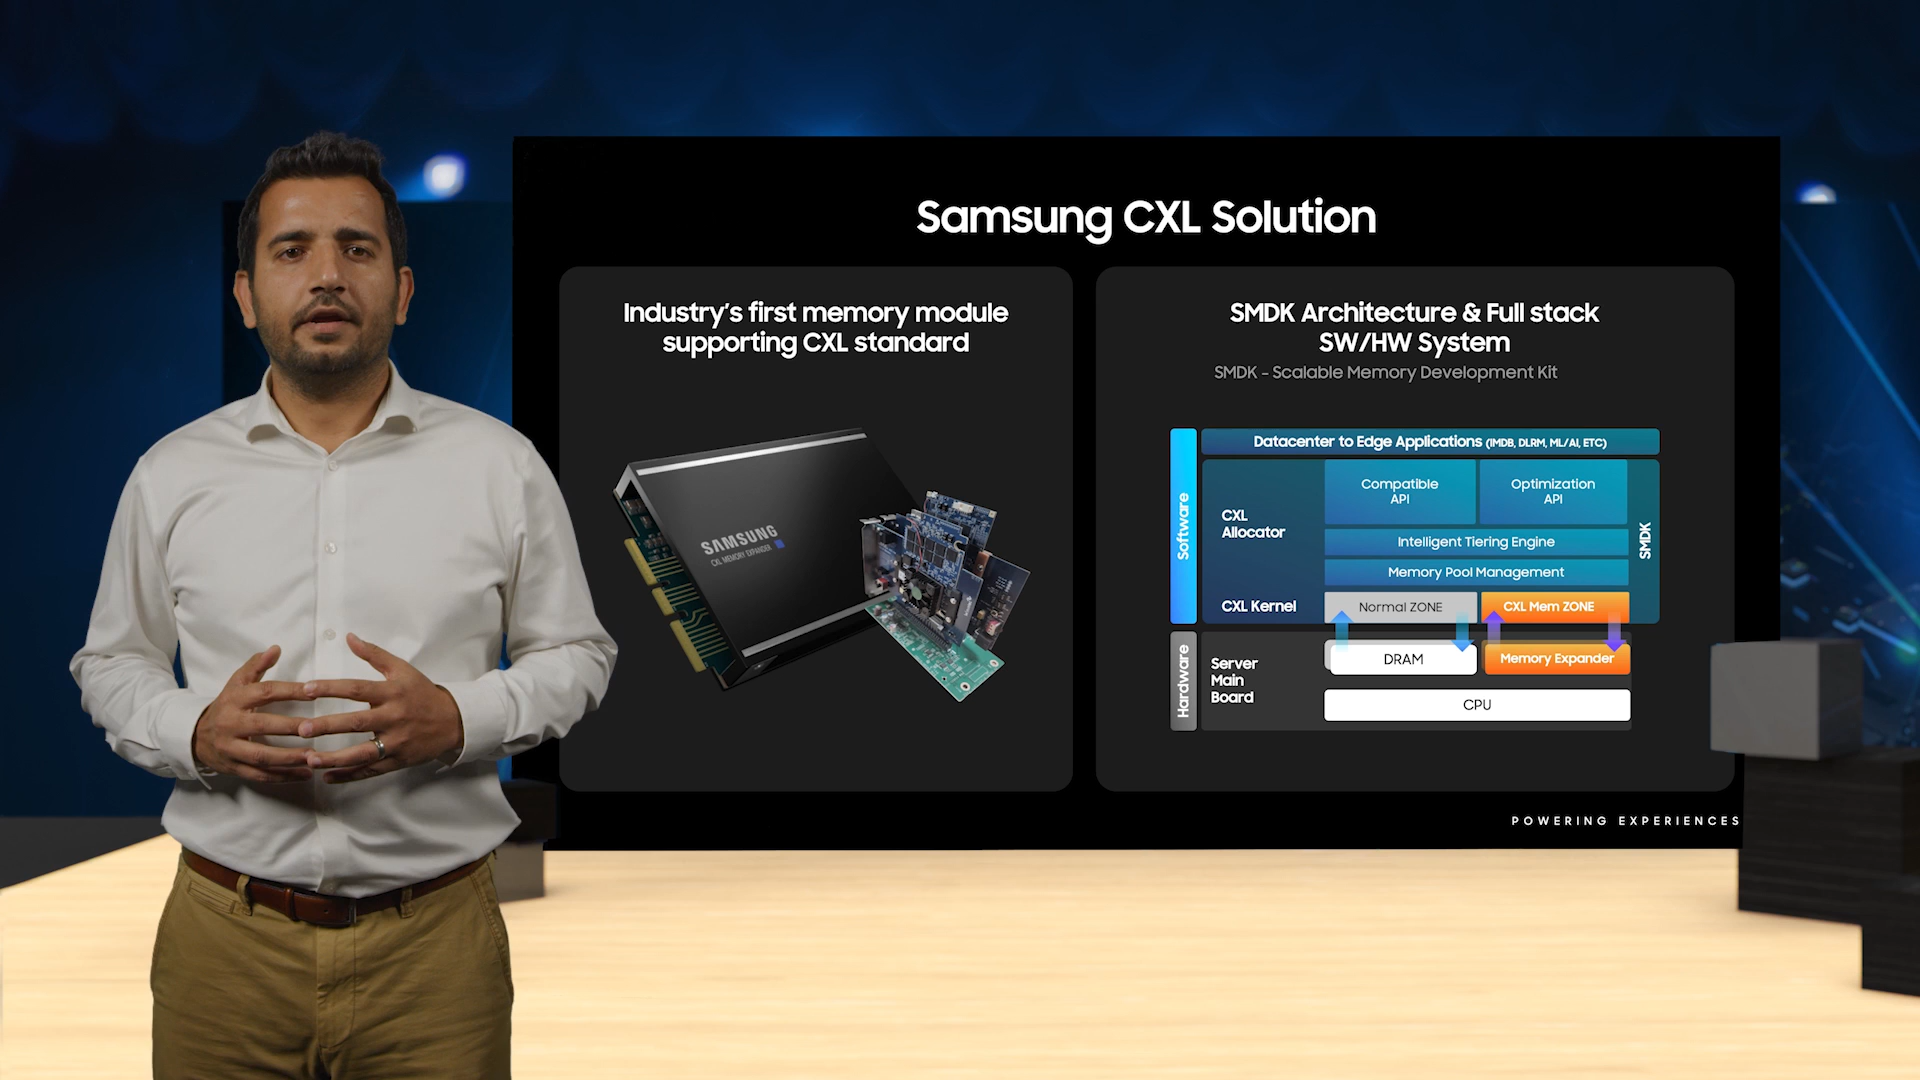 Samsung CXL Solution
Industry's first memory module
supporting CXL standard
SAMSUNG
CXL MEMORY EXPANDER
SMDK Architecture & Full stack
SW/HW System
SMDK - Scalable Memory Development Kit
Software
Datacenter to Edge Applications (IMDB, DLRM, ML/AI, ETC)
CXL
Allocator
Compatible
API
Optimization
API
Intelligent Tiering Engine
Memory Pool Management
SMDK
CXL Kernel
Normal ZONE
CXL Mem ZONE
Hardware
Server
Main
Board
DRAM
Memory Expander
CPU
POWERING EXPERIENCES